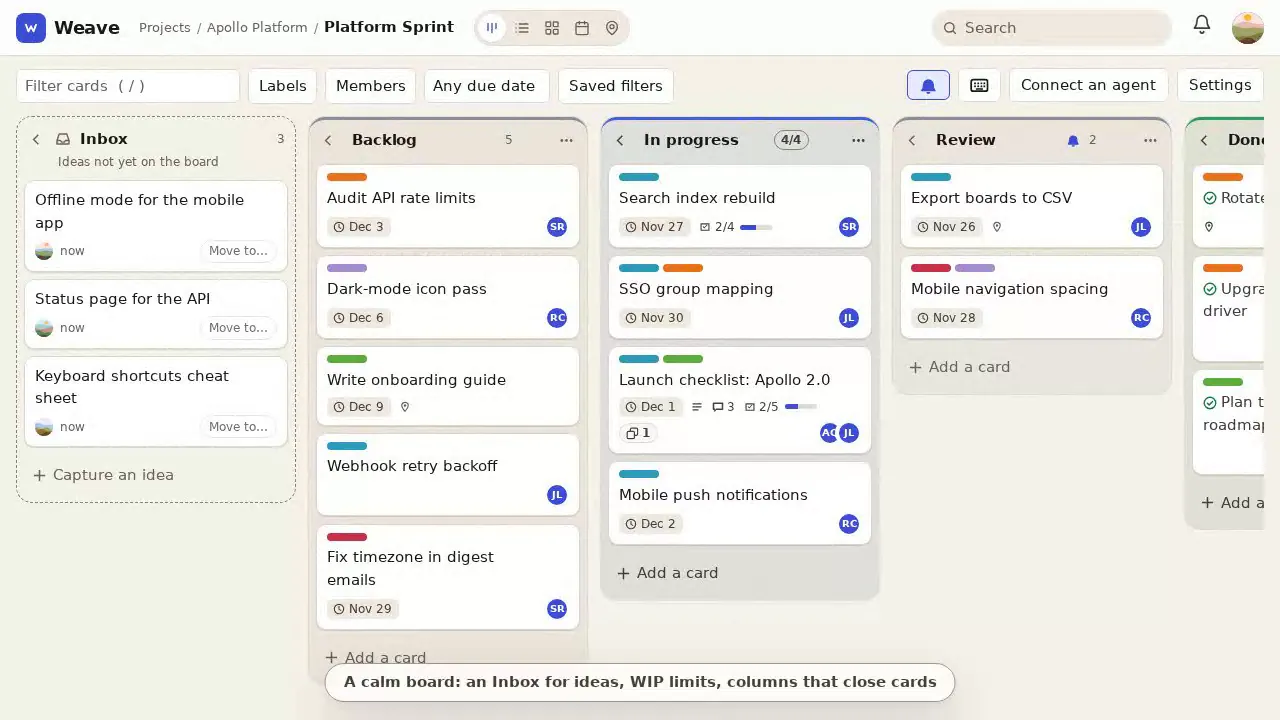 Weave
Projects / Apollo Platform / Platform Sprint
Search
Filter cards ( / )
Labels
Members
Any due date
Saved filters
Connect an agent
Settings
Inbox
3
Ideas not yet on the board
Offline mode for the mobile
app
now
Move to...
Status page for the API
now
Move to...
Keyboard shortcuts cheat
sheet
now
Move to...
Capture an idea
Backlog
5
Audit API rate limits
Dec 3
SR
Dark-mode icon pass
Dec 6
RC
Write onboarding guide
Dec 9
Webhook retry backoff
JL
Fix timezone in digest
emails
Nov 29
SR
Add a card
In progress
4/4
Search index rebuild
Nov 27
2/4
SR
SSO group mapping
Nov 30
JL
Launch checklist: Apollo 2.0
Dec 1
3
2/5
1
JL
Mobile push notifications
Dec 2
RC
Add a card
Review
2
Export boards to CSV
Nov 26
JL
Mobile navigation spacing
Nov 28
RC
Add a card
Done
Rotate
Upgra
driver
Plan t
roadmap
Add a
A calm board: an Inbox for ideas, WIP limits, columns that close cards